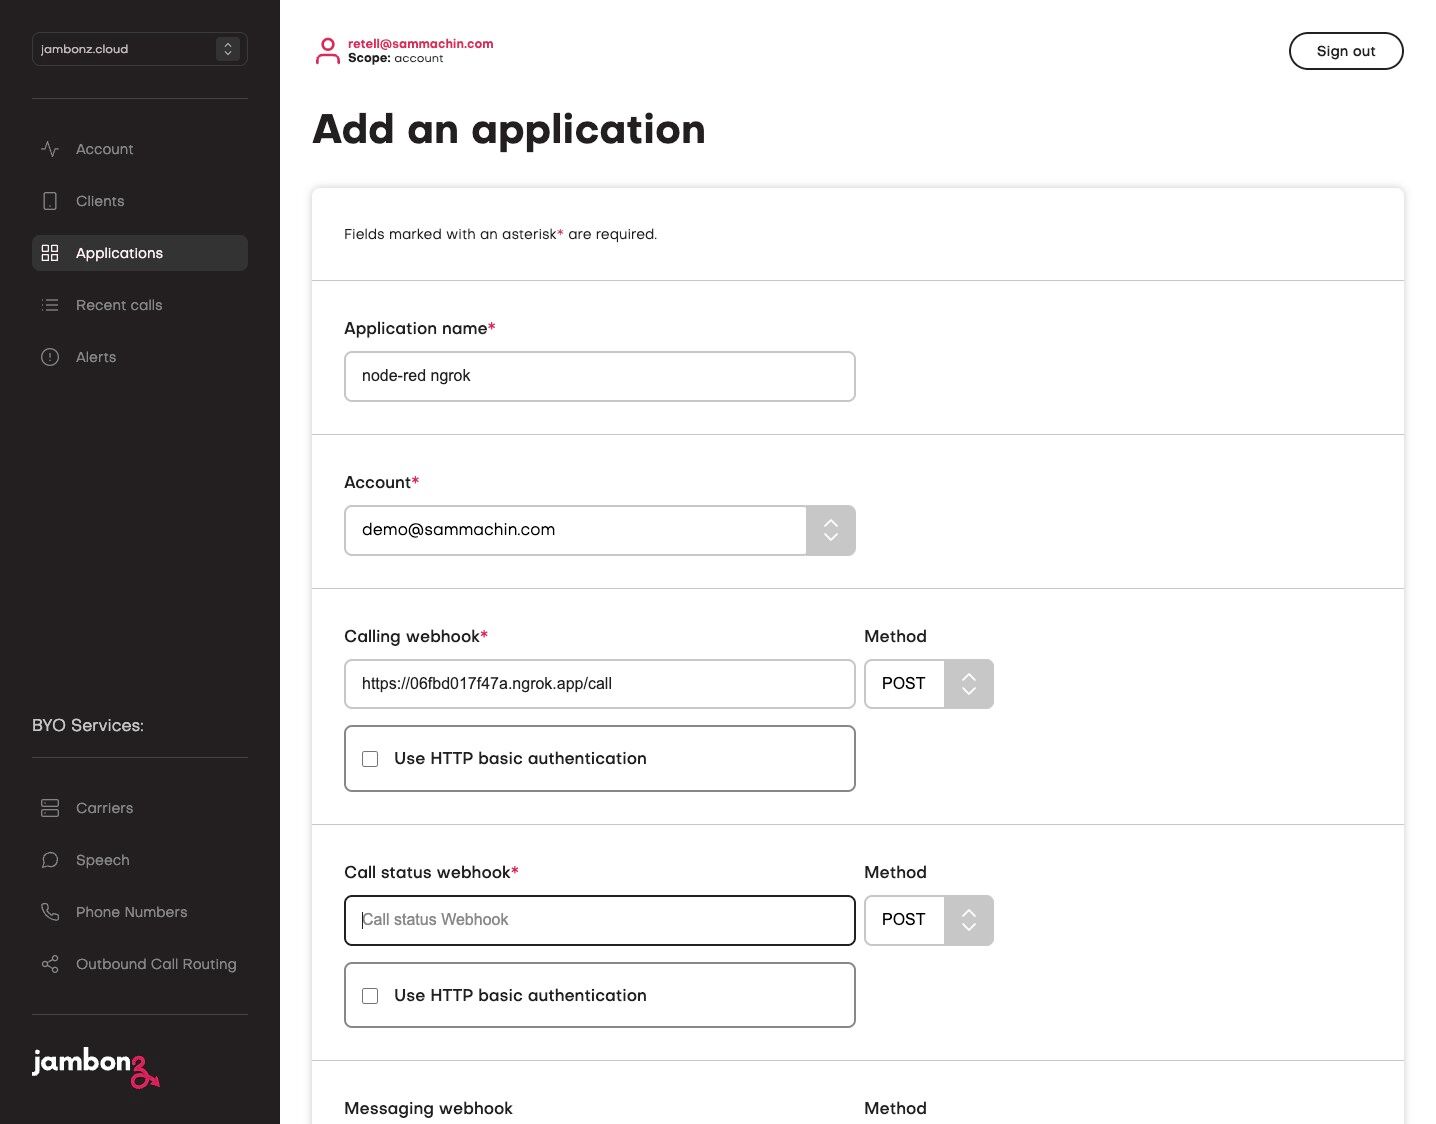 jambonz.cloud
Account
Clients
Applications
Recent calls
Alerts
BYO Services:
Carriers
Speech
Phone Numbers
Outbound Call Routing
jambonz
retell@sammachin.com
Scope: account
Sign out
Add an application
Fields marked with an asterisk* are required.
Application name*
node-red ngrok
Account*
demo@sammachin.com
Calling webhook* Method
https://06fbd017f47a.ngrok.app/call POST
Use HTTP basic authentication
Call status webhook* Method
Call status Webhook POST
Use HTTP basic authentication
Messaging webhook Method